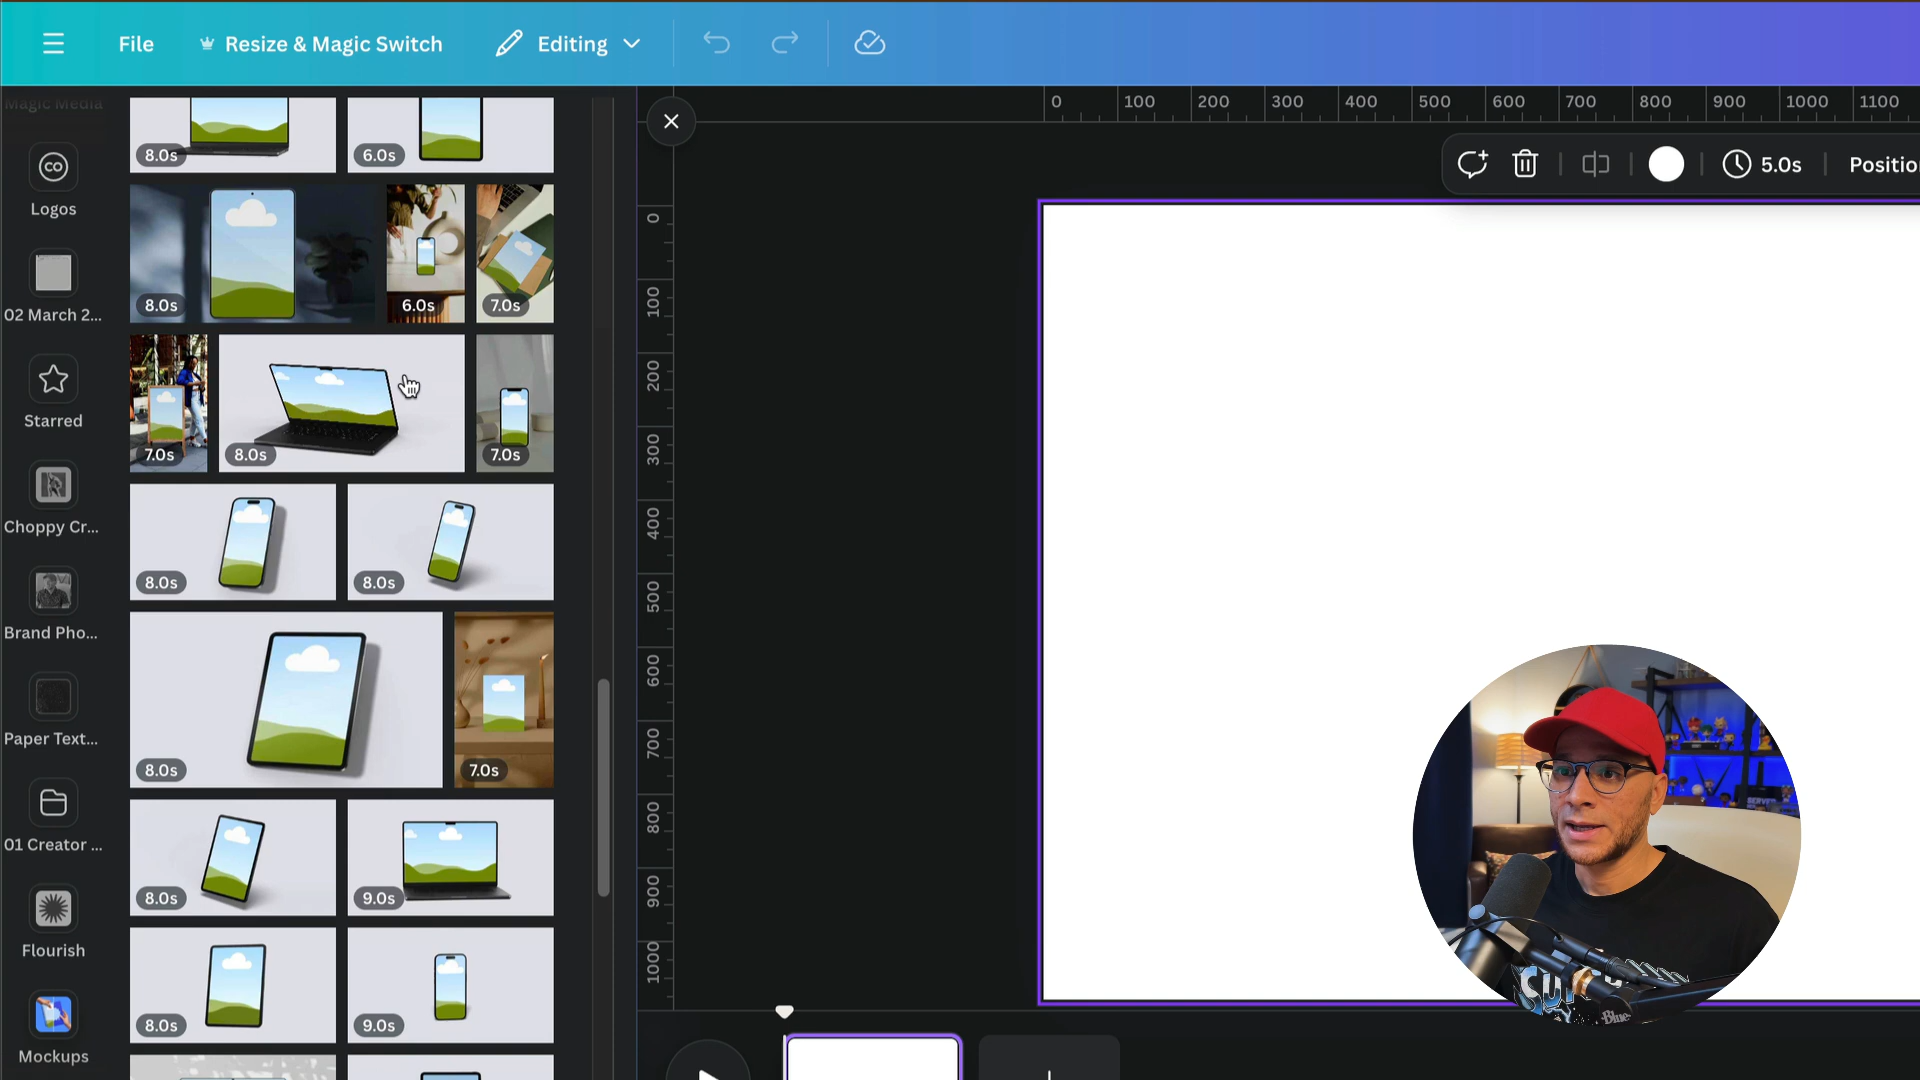 File
Resize & Magic Switch
Editing
Magic Media
Logos
02 March 2...
Starred
Choppy Cr...
Brand Pho...
Paper Text...
01 Creator ...
Flourish
Mockups
8.0s
6.0s
8.0s
6.0s
7.0s
7.0s
8.0s
7.0s
8.0s
8.0s
8.0s
7.0s
8.0s
9.0s
8.0s
9.0s
0 100 200 300 400 500 600 700 800 900 1000 1100
5.0s
Positio
0
100
200
300
400
500
600
700
800
900
1000
Blue